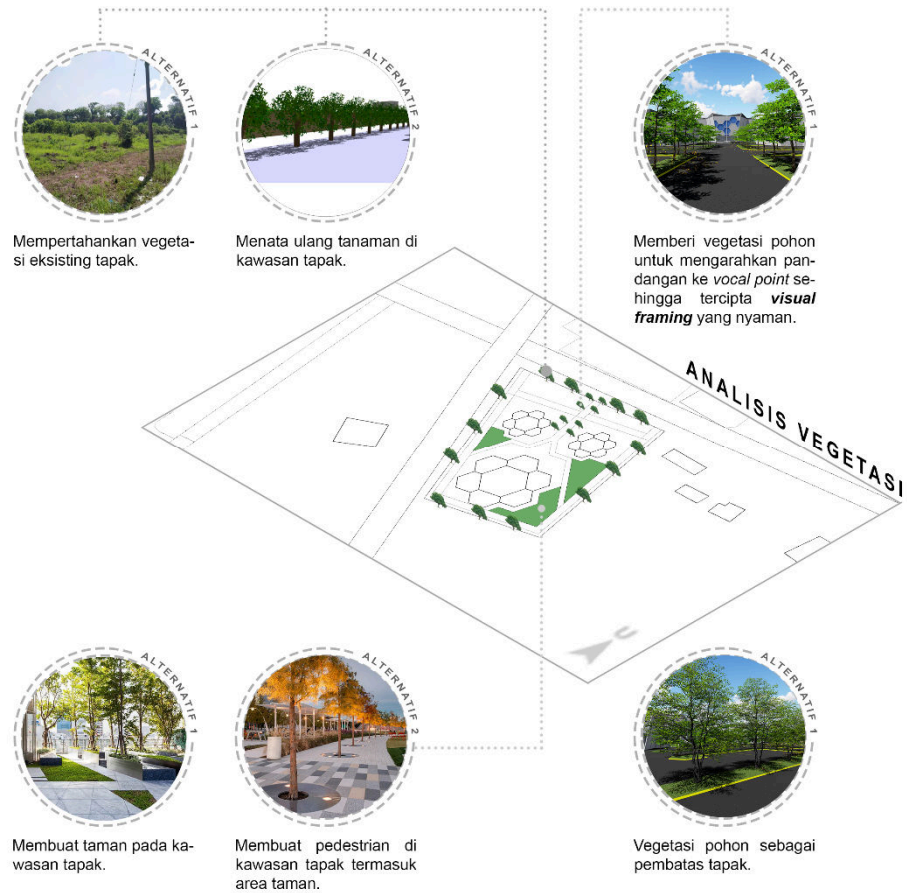 ALTERNATIF 1
Mempertahankan vegeta-
si eksisting tapak.
ALTERNATIF 2
Menata ulang tanaman di
kawasan tapak.
ALTERNATIF 1
Memberi vegetasi pohon
untuk mengarahkan pan-
dangan ke vocal point se-
hingga tercipta visual
framing yang nyaman.
ANALISIS VEGETASI
U
ALTERNATIF 1
Membuat taman pada ka-
wasan tapak.
ALTERNATIF 2
Membuat pedestrian di
kawasan tapak termasuk
area taman.
ALTERNATIF 1
Vegetasi pohon sebagai
pembatas tapak.